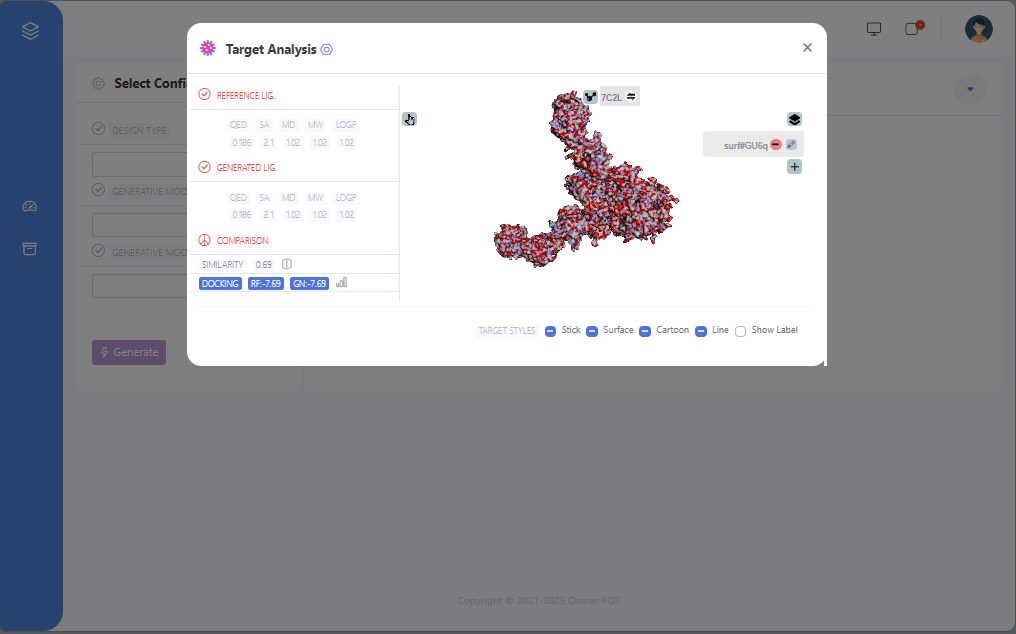 Target Analysis
Select Confi
REFERENCE LIG.
QED SA MD MW LOGP
0.186 2.1 1.02 1.02 1.02
GENERATED LIG.
QED SA MD MW LOGP
0.186 2.1 1.02 1.02 1.02
COMPARISON
SIMILARITY 0.69
DOCKING RF:-7.69 GN:-7.69
7C2L
surf#GU6q
TARGET STYLES Stick Surface Cartoon Line Show Label
DESIGN TYPE
GENERATIVE MOD
GENERATIVE MOD
Generate
Copyright © 2021-2025 Qemer POS